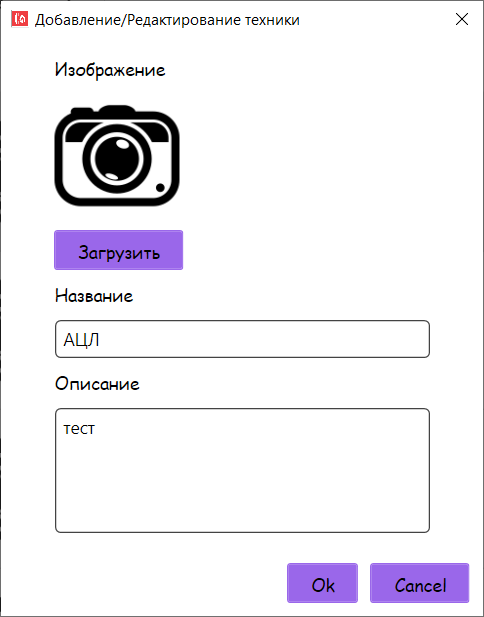 Добавление/Редактирование техники
Изображение
Загрузить
Название
АЦЛ
Описание
тест
Ok Cancel